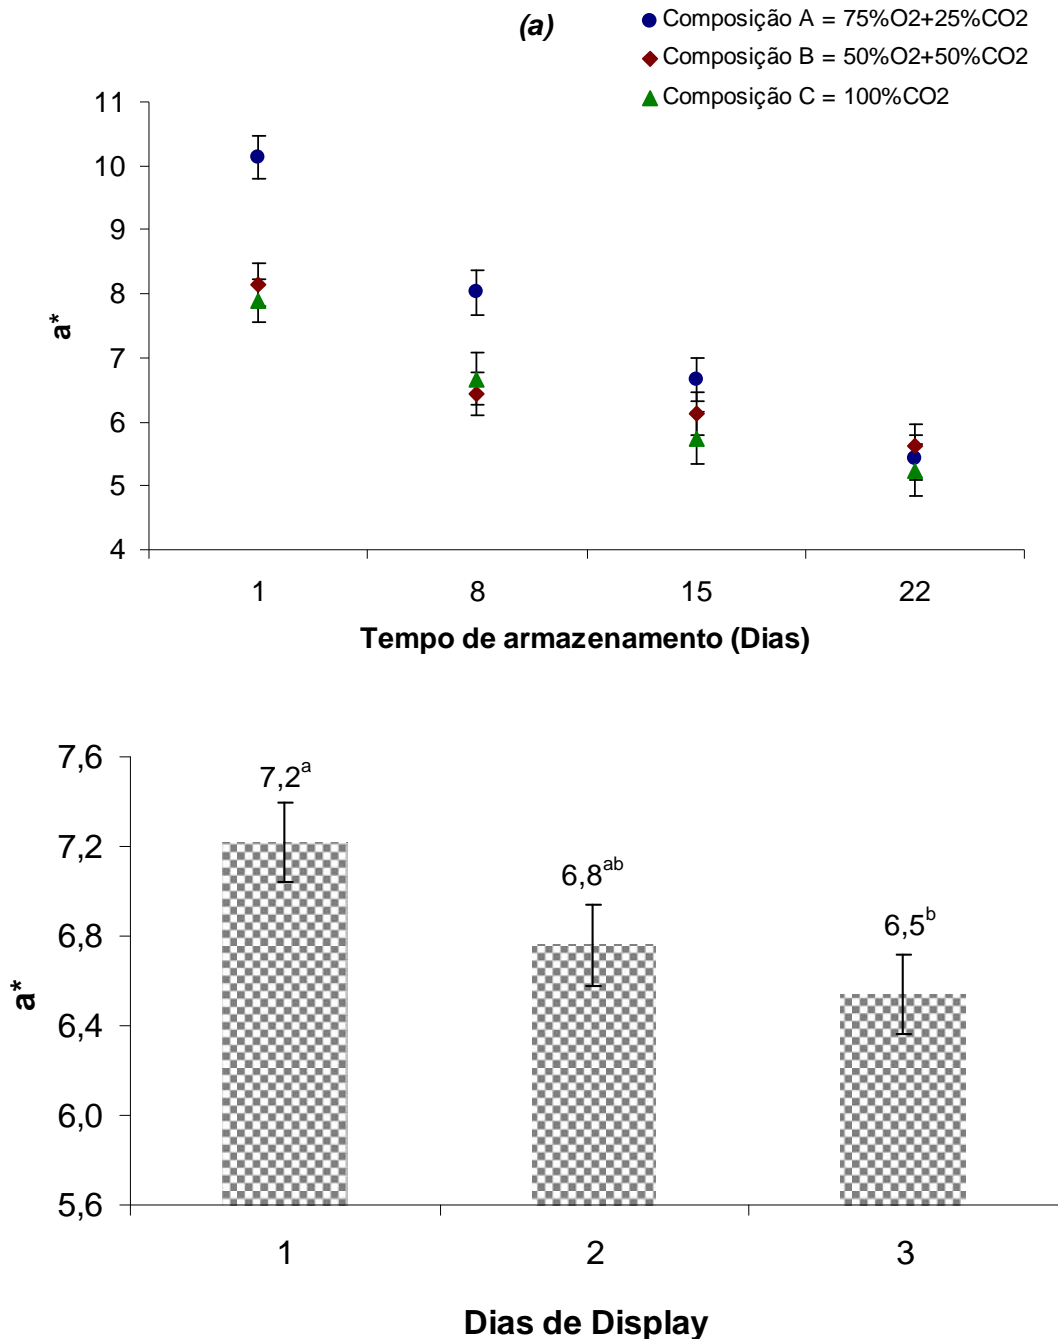 (a)
Composição A = 75%O2+25%CO2
Composição B = 50%O2+50%CO2
Composição C = 100%CO2
11
10
9
8
7
6
5
4
a*
1 8 15 22
Tempo de armazenamento (Dias)
7,6
7,2
6,8
6,4
6,0
5,6
a*
7,2ᵃ
6,8ᵃᵇ
6,5ᵇ
1 2 3
Dias de Display